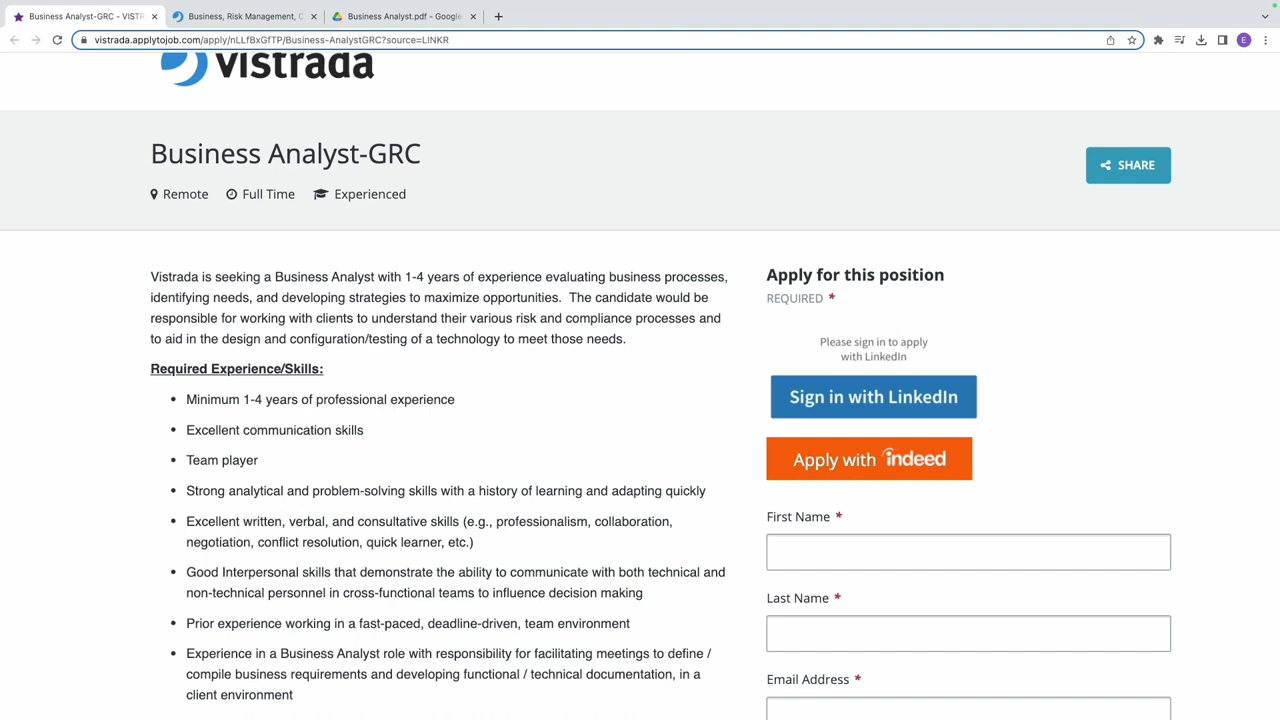 Business Analyst-GRC - VISTR
Business, Risk Management, C
Business Analyst.pdf - Google
vistrada.applytojob.com/apply/nLLfBxGfTP/Business-AnalystGRC?source=LINKR
E
vistrada
Business Analyst-GRC
Remote Full Time Experienced
SHARE
Vistrada is seeking a Business Analyst with 1-4 years of experience evaluating business processes,
identifying needs, and developing strategies to maximize opportunities. The candidate would be
responsible for working with clients to understand their various risk and compliance processes and
to aid in the design and configuration/testing of a technology to meet those needs.
Required Experience/Skills:
• Minimum 1-4 years of professional experience
• Excellent communication skills
• Team player
• Strong analytical and problem-solving skills with a history of learning and adapting quickly
• Excellent written, verbal, and consultative skills (e.g., professionalism, collaboration,
negotiation, conflict resolution, quick learner, etc.)
• Good Interpersonal skills that demonstrate the ability to communicate with both technical and
non-technical personnel in cross-functional teams to influence decision making
• Prior experience working in a fast-paced, deadline-driven, team environment
• Experience in a Business Analyst role with responsibility for facilitating meetings to define /
compile business requirements and developing functional / technical documentation, in a
client environment
Apply for this position
REQUIRED *
Please sign in to apply
with LinkedIn
Sign in with LinkedIn
Apply with indeed
First Name *
Last Name *
Email Address *